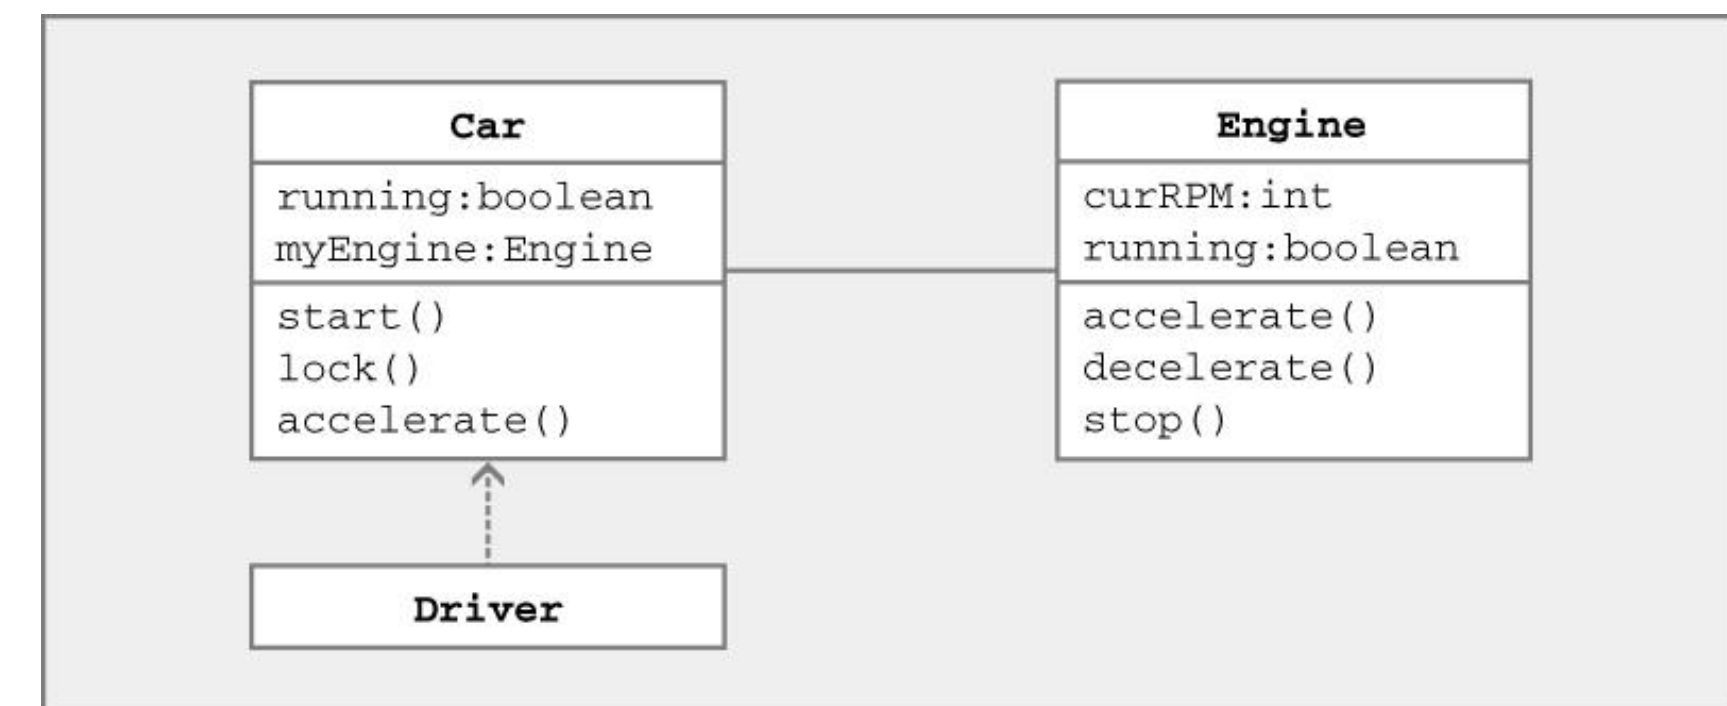 Car
running:boolean
myEngine:Engine
start()
lock()
accelerate()
Engine
curRPM:int
running:boolean
accelerate()
decelerate()
stop()
Driver